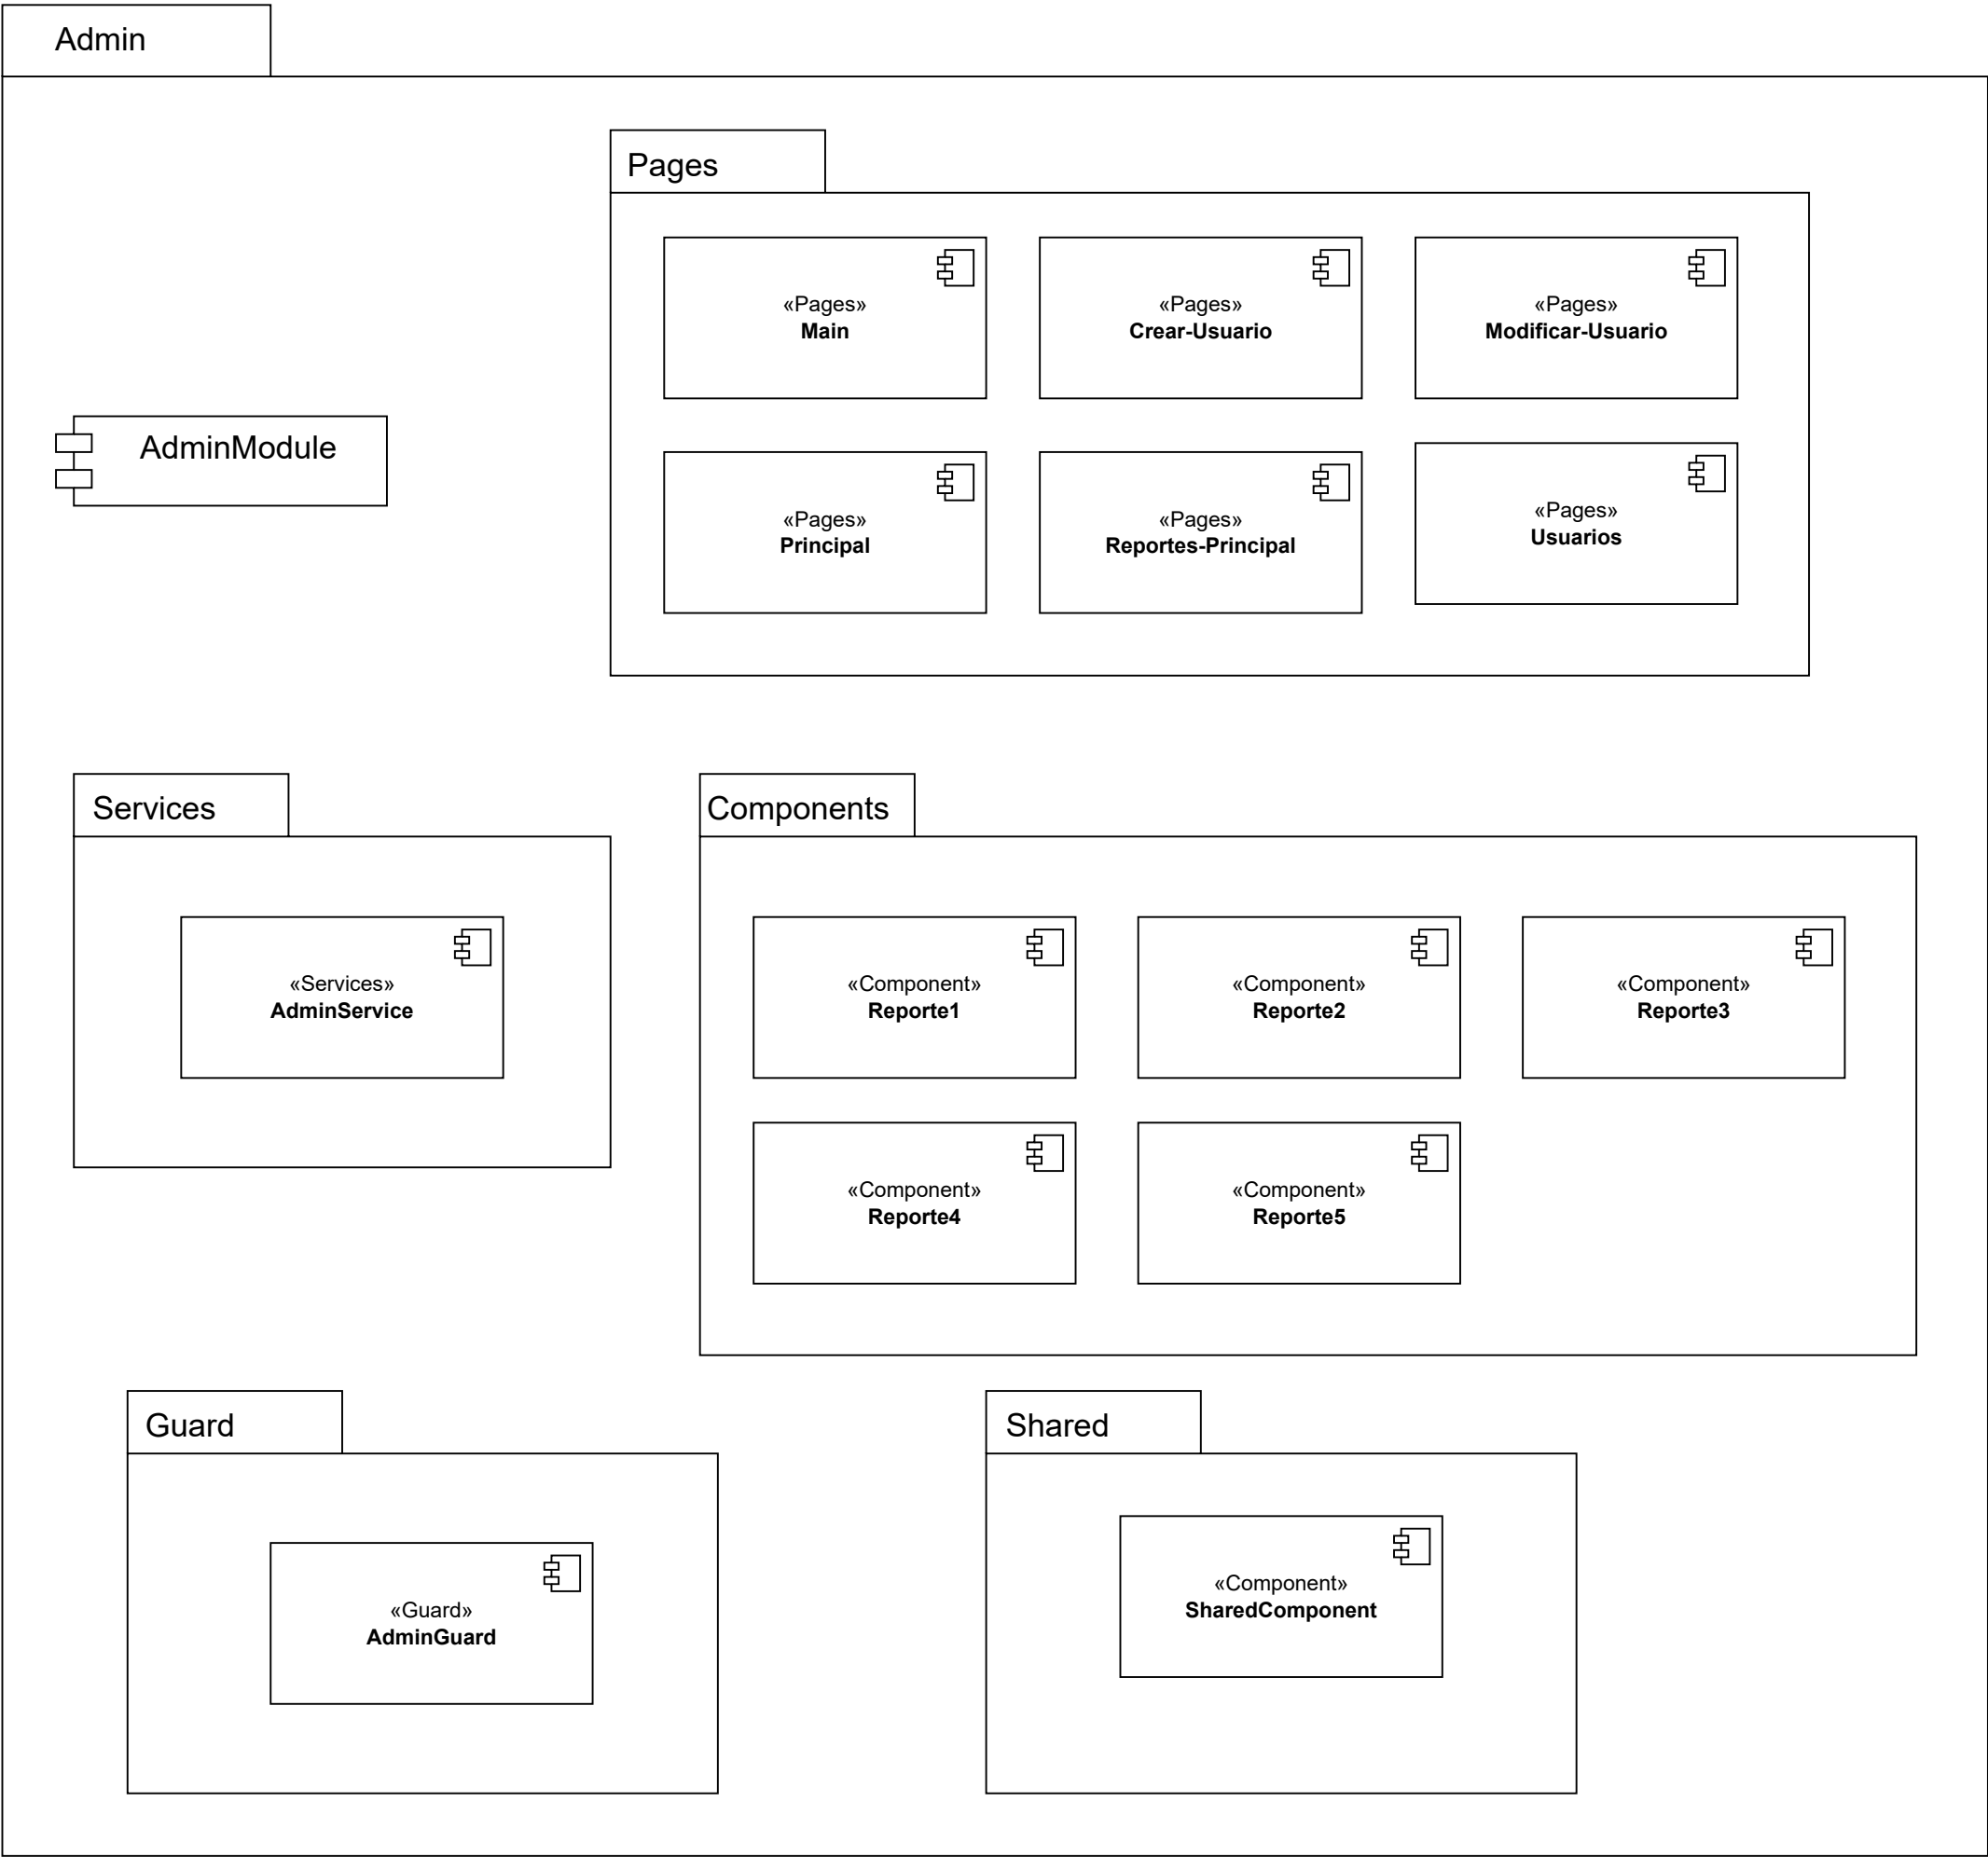 Admin
Pages
«Pages»
Main
«Pages»
Crear-Usuario
«Pages»
Modificar-Usuario
AdminModule
«Pages»
Principal
«Pages»
Reportes-Principal
«Pages»
Usuarios
Services
«Services»
AdminService
Components
«Component»
Reporte1
«Component»
Reporte2
«Component»
Reporte3
«Component»
Reporte4
«Component»
Reporte5
Guard
«Guard»
AdminGuard
Shared
«Component»
SharedComponent